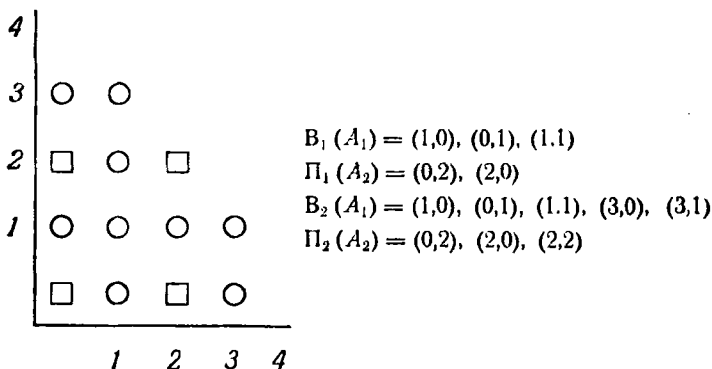 4
3
2
1
B₁ (A₁) = (1,0), (0,1), (1.1)
П₁ (A₂) = (0,2), (2,0)
B₂ (A₁) = (1,0), (0,1), (1.1), (3,0), (3,1)
П₂ (A₂) = (0,2), (2,0), (2,2)
1 2 3 4